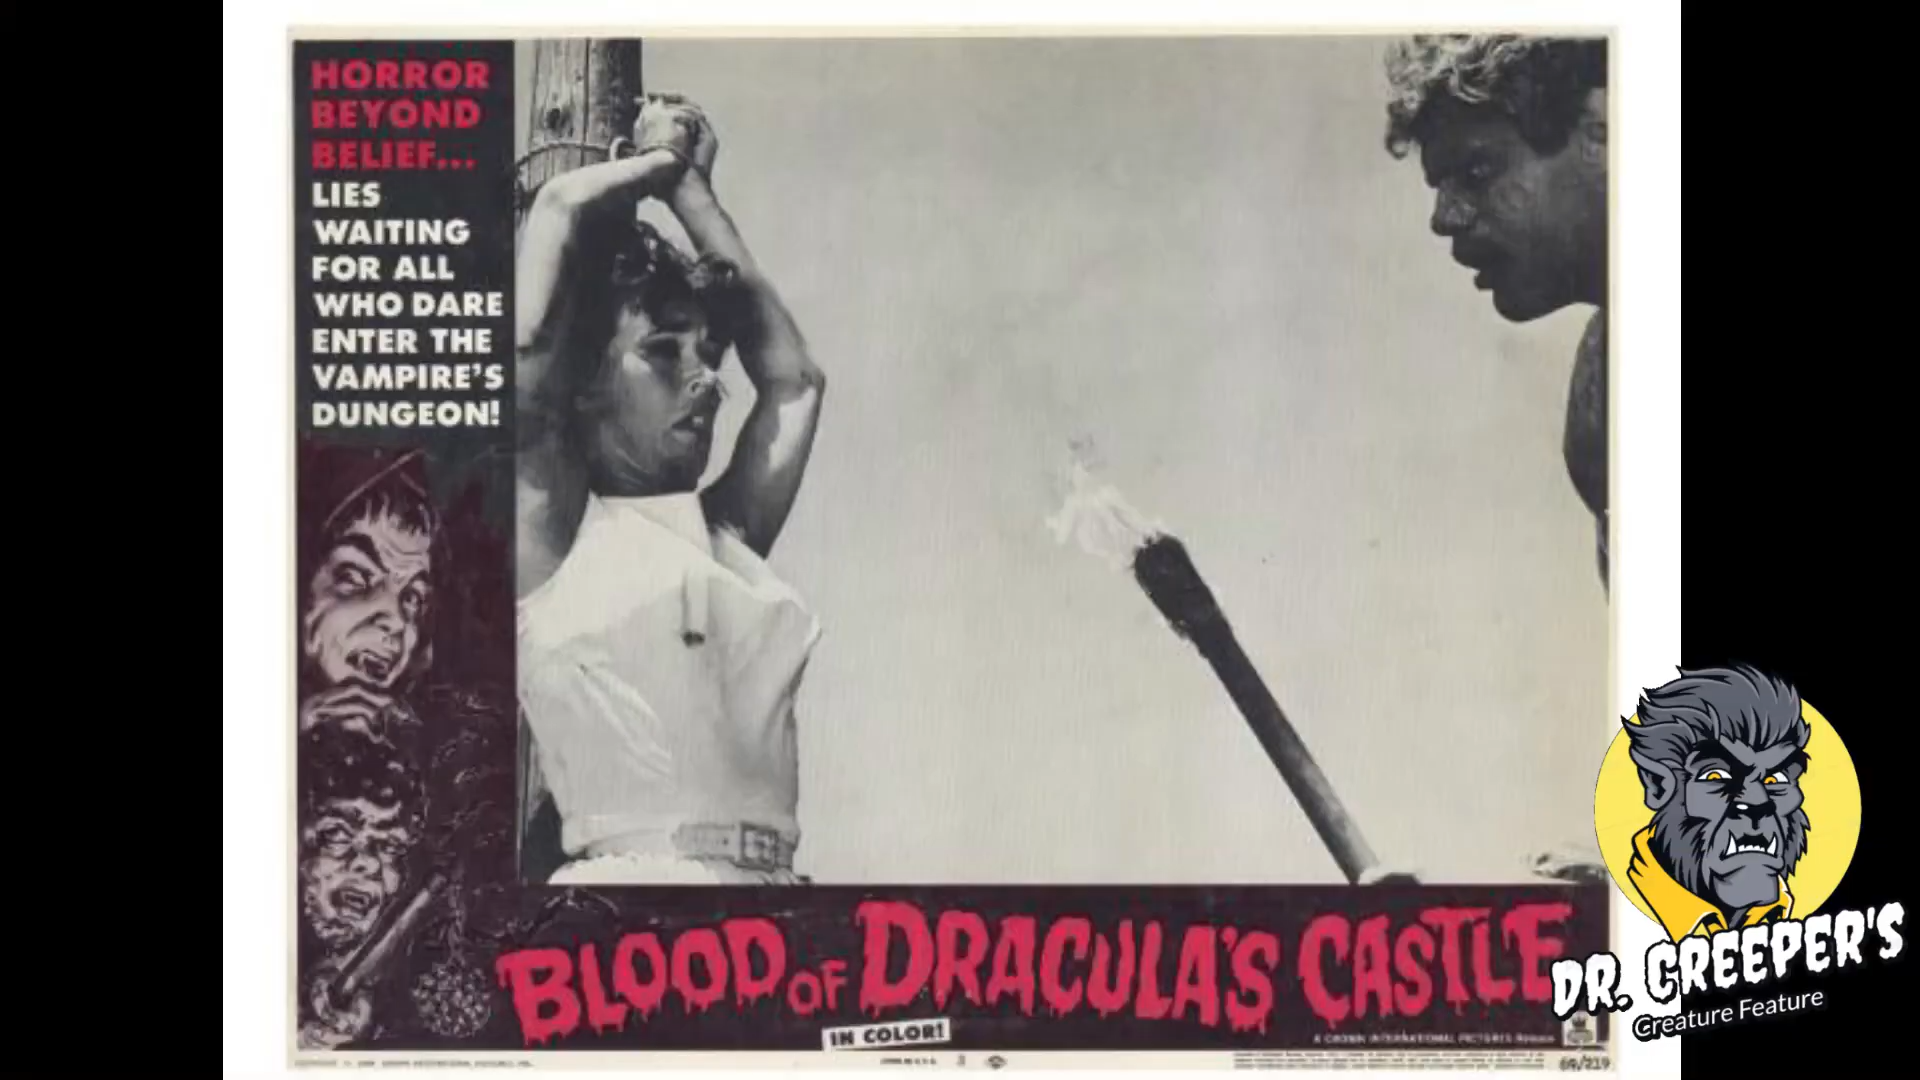 HORROR
BEYOND
BELIEF...
LIES
WAITING
FOR ALL
WHO DARE
ENTER THE
VAMPIRE'S
DUNGEON!
BLOOD OF DRACULA'S CASTLE
IN COLOR!
A CROWN INTERNATIONAL PICTURES Release
69/219
DR. CREEPER'S
Creature Feature